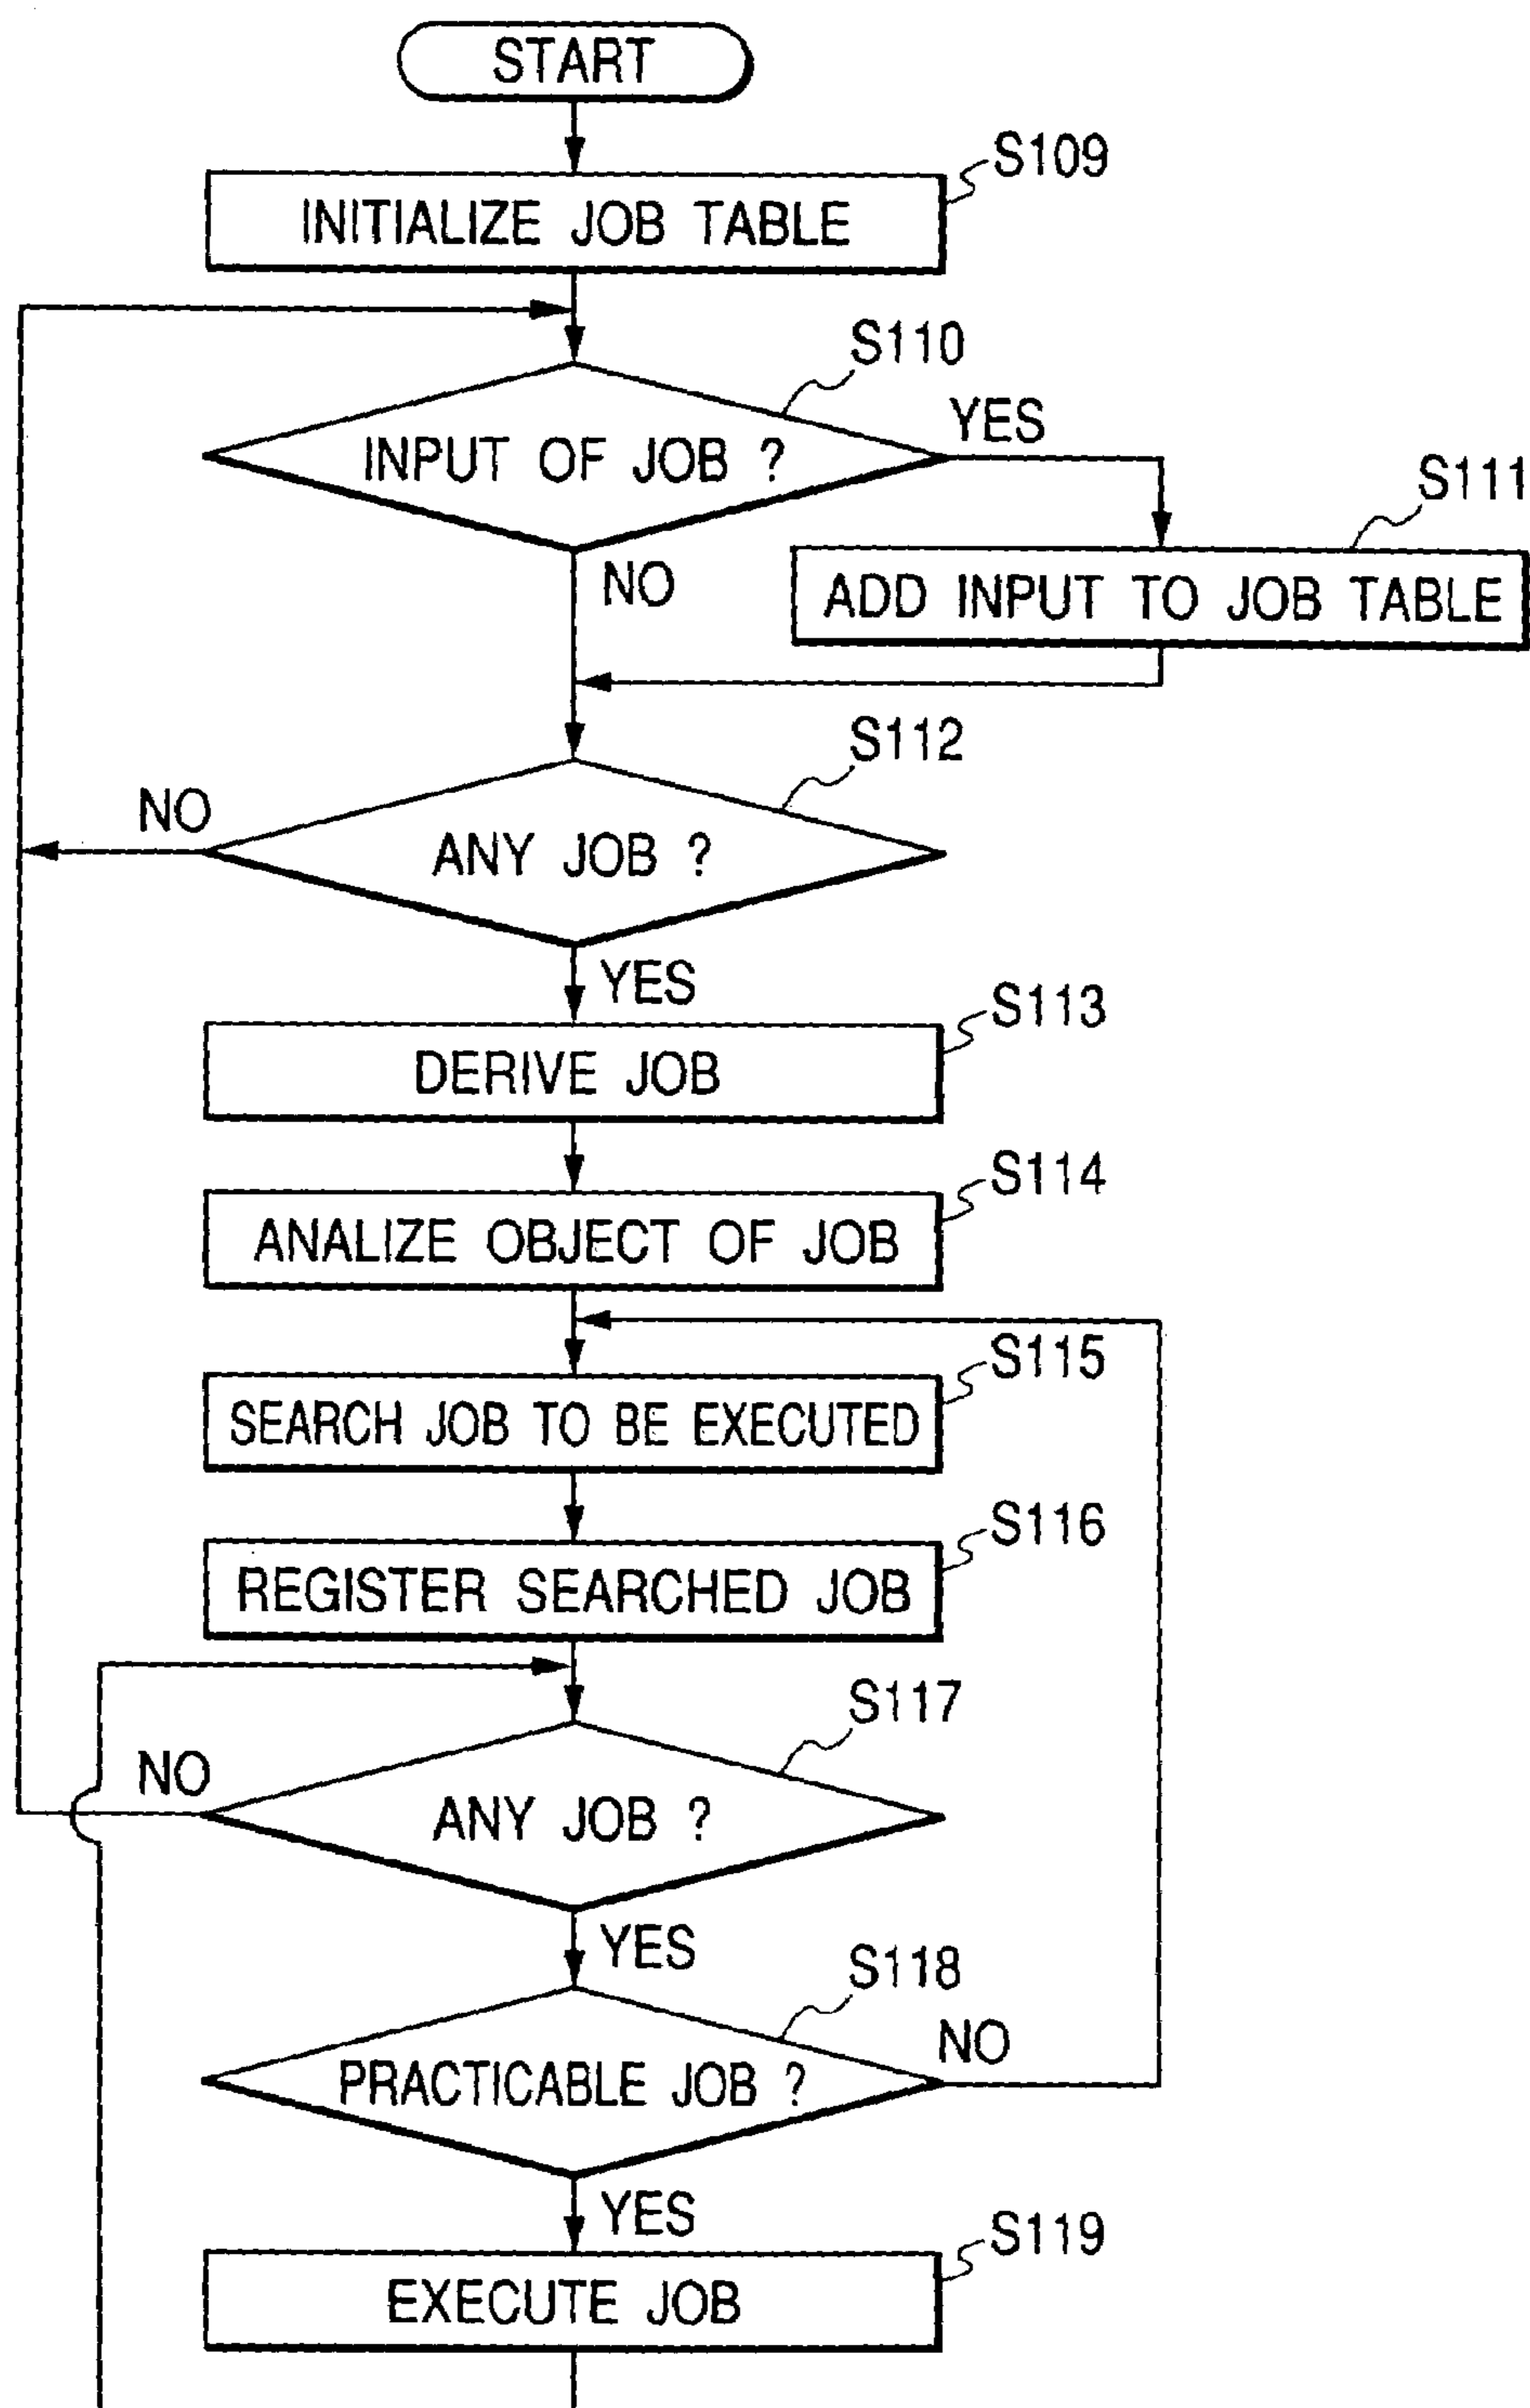 START
S109
INITIALIZE JOB TABLE
S110
INPUT OF JOB ?
YES
S111
NO
ADD INPUT TO JOB TABLE
S112
NO
ANY JOB ?
YES
S113
DERIVE JOB
S114
ANALIZE OBJECT OF JOB
S115
SEARCH JOB TO BE EXECUTED
S116
REGISTER SEARCHED JOB
S117
NO
ANY JOB ?
YES
S118
NO
PRACTICABLE JOB ?
YES
S119
EXECUTE JOB